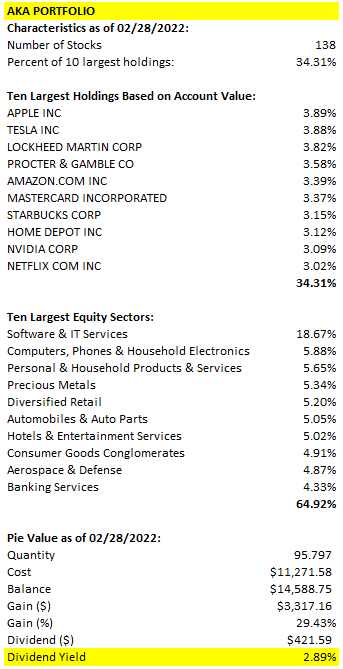 AKA PORTFOLIO
Characteristics as of 02/28/2022:
Number of Stocks 138
Percent of 10 largest holdings: 34.31%
Ten Largest Holdings Based on Account Value:
APPLE INC 3.89%
TESLA INC 3.88%
LOCKHEED MARTIN CORP 3.82%
PROCTER & GAMBLE CO 3.58%
AMAZON.COM INC 3.39%
MASTERCARD INCORPORATED 3.37%
STARBUCKS CORP 3.15%
HOME DEPOT INC 3.12%
NVIDIA CORP 3.09%
NETFLIX COM INC 3.02%
34.31%
Ten Largest Equity Sectors:
Software & IT Services 18.67%
Computers, Phones & Household Electronics 5.88%
Personal & Household Products & Services 5.65%
Precious Metals 5.34%
Diversified Retail 5.20%
Automobiles & Auto Parts 5.05%
Hotels & Entertainment Services 5.02%
Consumer Goods Conglomerates 4.91%
Aerospace & Defense 4.87%
Banking Services 4.33%
64.92%
Pie Value as of 02/28/2022:
Quantity 95.797
Cost $11,271.58
Balance $14,588.75
Gain ($) $3,317.16
Gain (%) 29.43%
Dividend ($) $421.59
Dividend Yield 2.89%